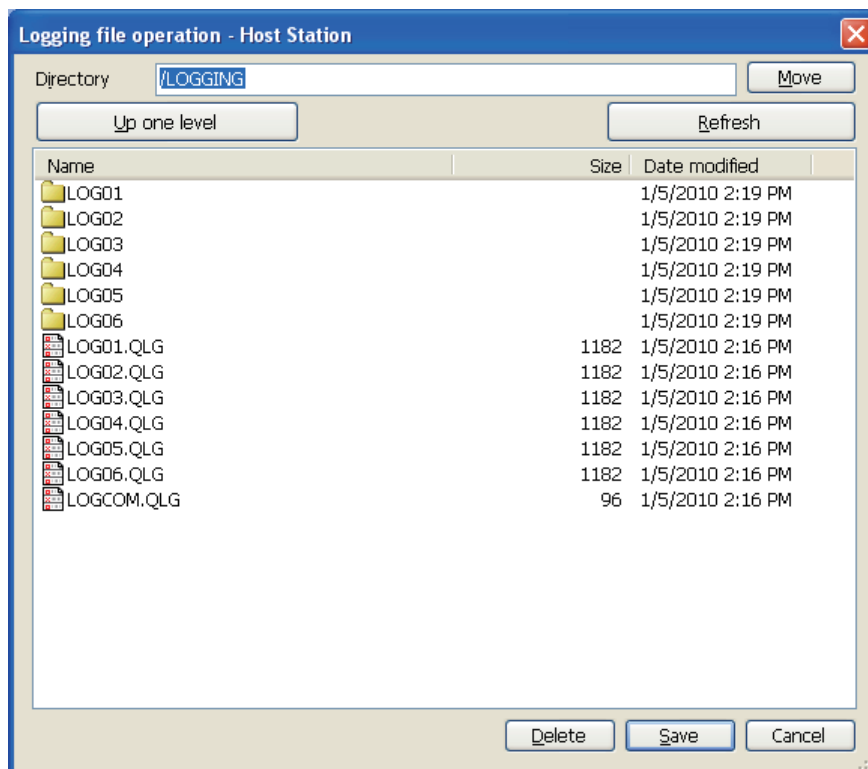 Logging file operation - Host Station
Directory /LOGGING Move
Up one level Refresh
Name Size Date modified
LOG01 1/5/2010 2:19 PM
LOG02 1/5/2010 2:19 PM
LOG03 1/5/2010 2:19 PM
LOG04 1/5/2010 2:19 PM
LOG05 1/5/2010 2:19 PM
LOG06 1/5/2010 2:19 PM
LOG01.QLG 1182 1/5/2010 2:16 PM
LOG02.QLG 1182 1/5/2010 2:16 PM
LOG03.QLG 1182 1/5/2010 2:16 PM
LOG04.QLG 1182 1/5/2010 2:16 PM
LOG05.QLG 1182 1/5/2010 2:16 PM
LOG06.QLG 1182 1/5/2010 2:16 PM
LOGCOM.QLG 96 1/5/2010 2:16 PM
Delete Save Cancel